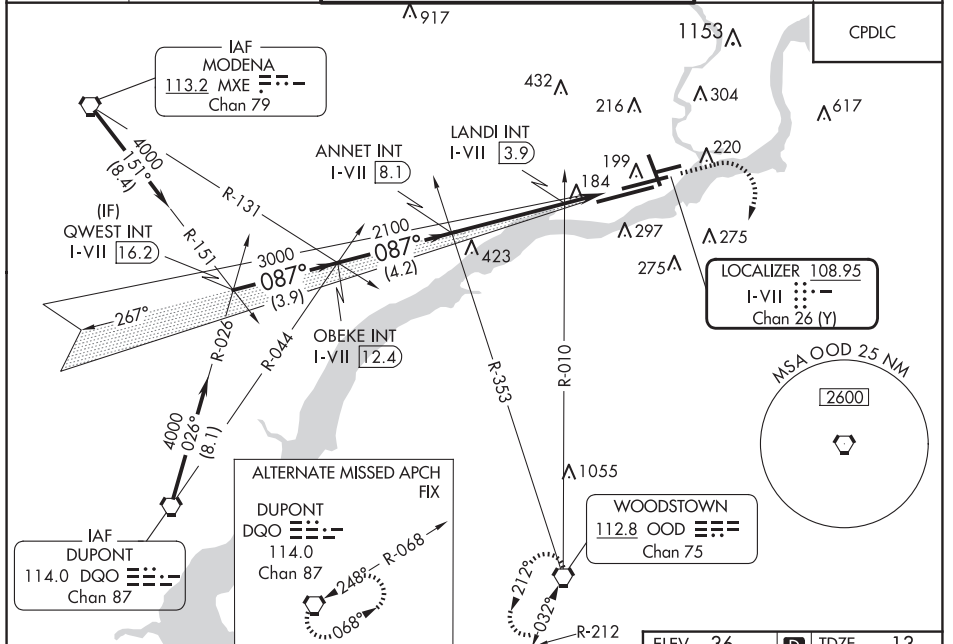 917
1153
CPDLC
IAF
MODENA
113.2 MXE
Chan 79
432
216
304
617
LANDI INT
I-VII 3.9
ANNET INT
I-VII 8.1
199
220
184
4000
151°
(8.4)
R-131
(IF)
QWEST INT
I-VII 16.2
R-151
3000
087°
(3.9)
2100
087°
(4.2)
423
297
275
275
LOCALIZER 108.95
I-VII
Chan 26 (Y)
267°
OBEKE INT
I-VII 12.4
R-026
R-044
R-353
R-010
MSA OOD 25 NM
2600
4000
026°
(8.1)
1055
ALTERNATE MISSED APCH
FIX
DUPONT
DQO
114.0
Chan 87
R-068
248°
068°
WOODSTOWN
112.8 OOD
Chan 75
IAF
DUPONT
114.0 DQO
Chan 87
212°
032°
R-212
ELEV 36
D
TDZE 13